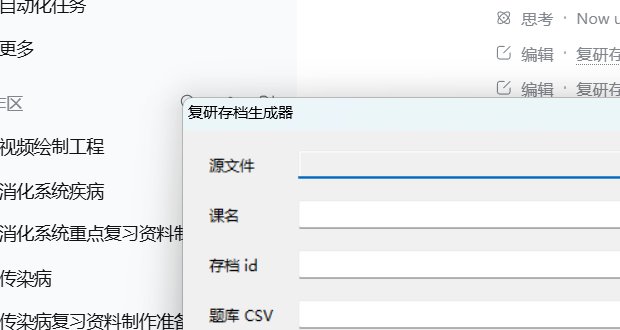 自动化任务
更多
作区
视频绘制工程
消化系统疾病
消化系统重点复习资料制
传染病
传染病复习资料制作准备
思考 · Now u
编辑 · 复研存
编辑 · 复研存
复研存档生成器
源文件
课名
存档 id
题库 CSV